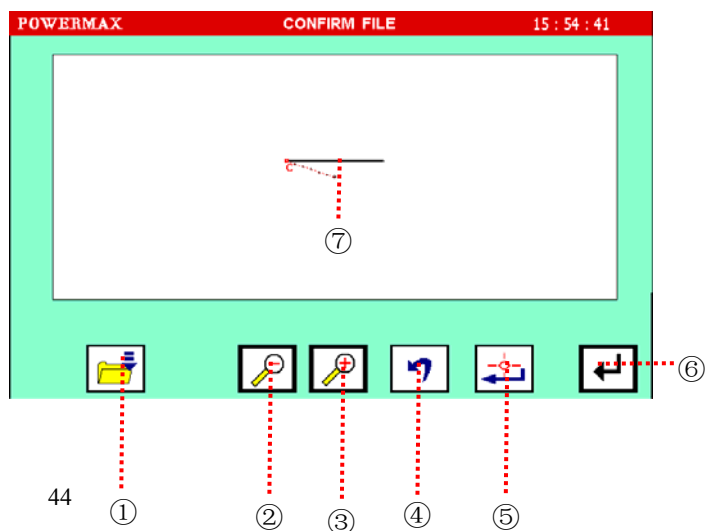 POWERMAX CONFIRM FILE 15 : 54 : 41
C
⑦
⑥
44 ① ② ③ ④ ⑤